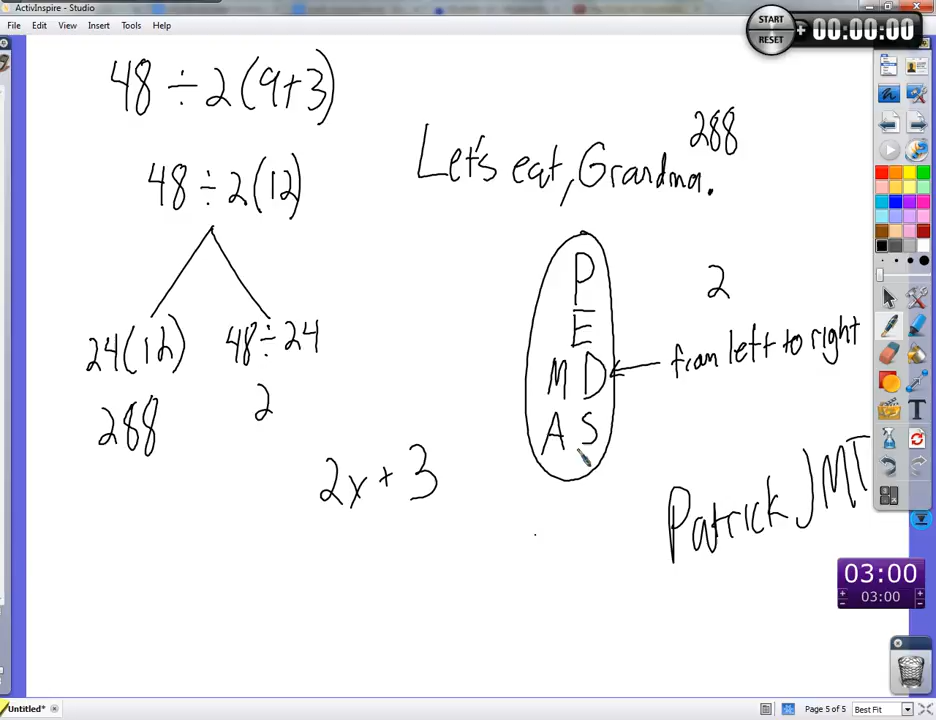 ActivInspire - Studio
File Edit View Insert Tools Help
START
RESET
00:00:00
48 ÷ 2(9+3)
48 ÷ 2(12)
24(12) 48÷24
288 2
2x + 3
Let's eat, Grandma.
288
P
E
M D
A S
2
from left to right
Patrick JMT
03:00
03:00
Untitled* Page 5 of 5 Best Fit